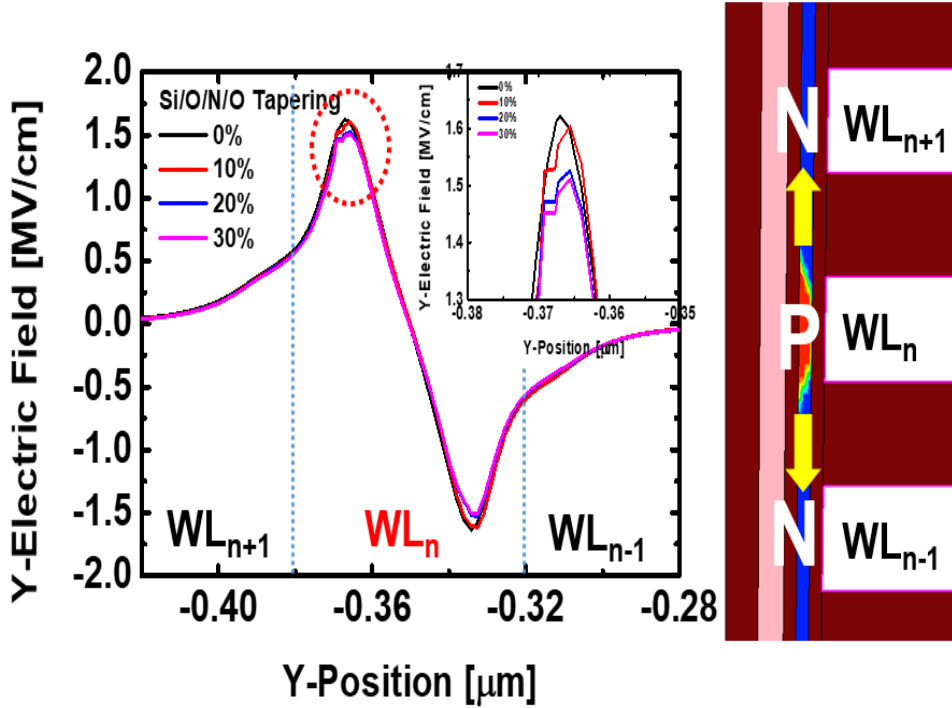 Y-Electric Field [MV/cm]
2.0
1.5
1.0
0.5
0.0
-0.5
-1.0
-1.5
-2.0
Si/O/N/O Tapering
0%
10%
20%
30%
WLn+1
WLn
WLn-1
-0.40
-0.36
-0.32
-0.28
Y-Position [μm]
Y-Electric Field [MV/cm]
1.7
1.6
1.5
1.4
1.3
0%
10%
20%
30%
-0.38
-0.37
-0.36
-0.35
Y-Position [μm]
N
WLn+1
P
WLn
N
WLn-1